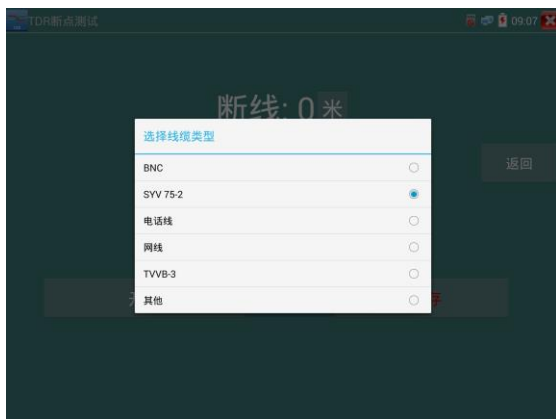 TDR断点测试
09:07
断线: 0 米
选择线缆类型
返回
BNC
SYV 75-2
电话线
网线
TVVB-3
其他